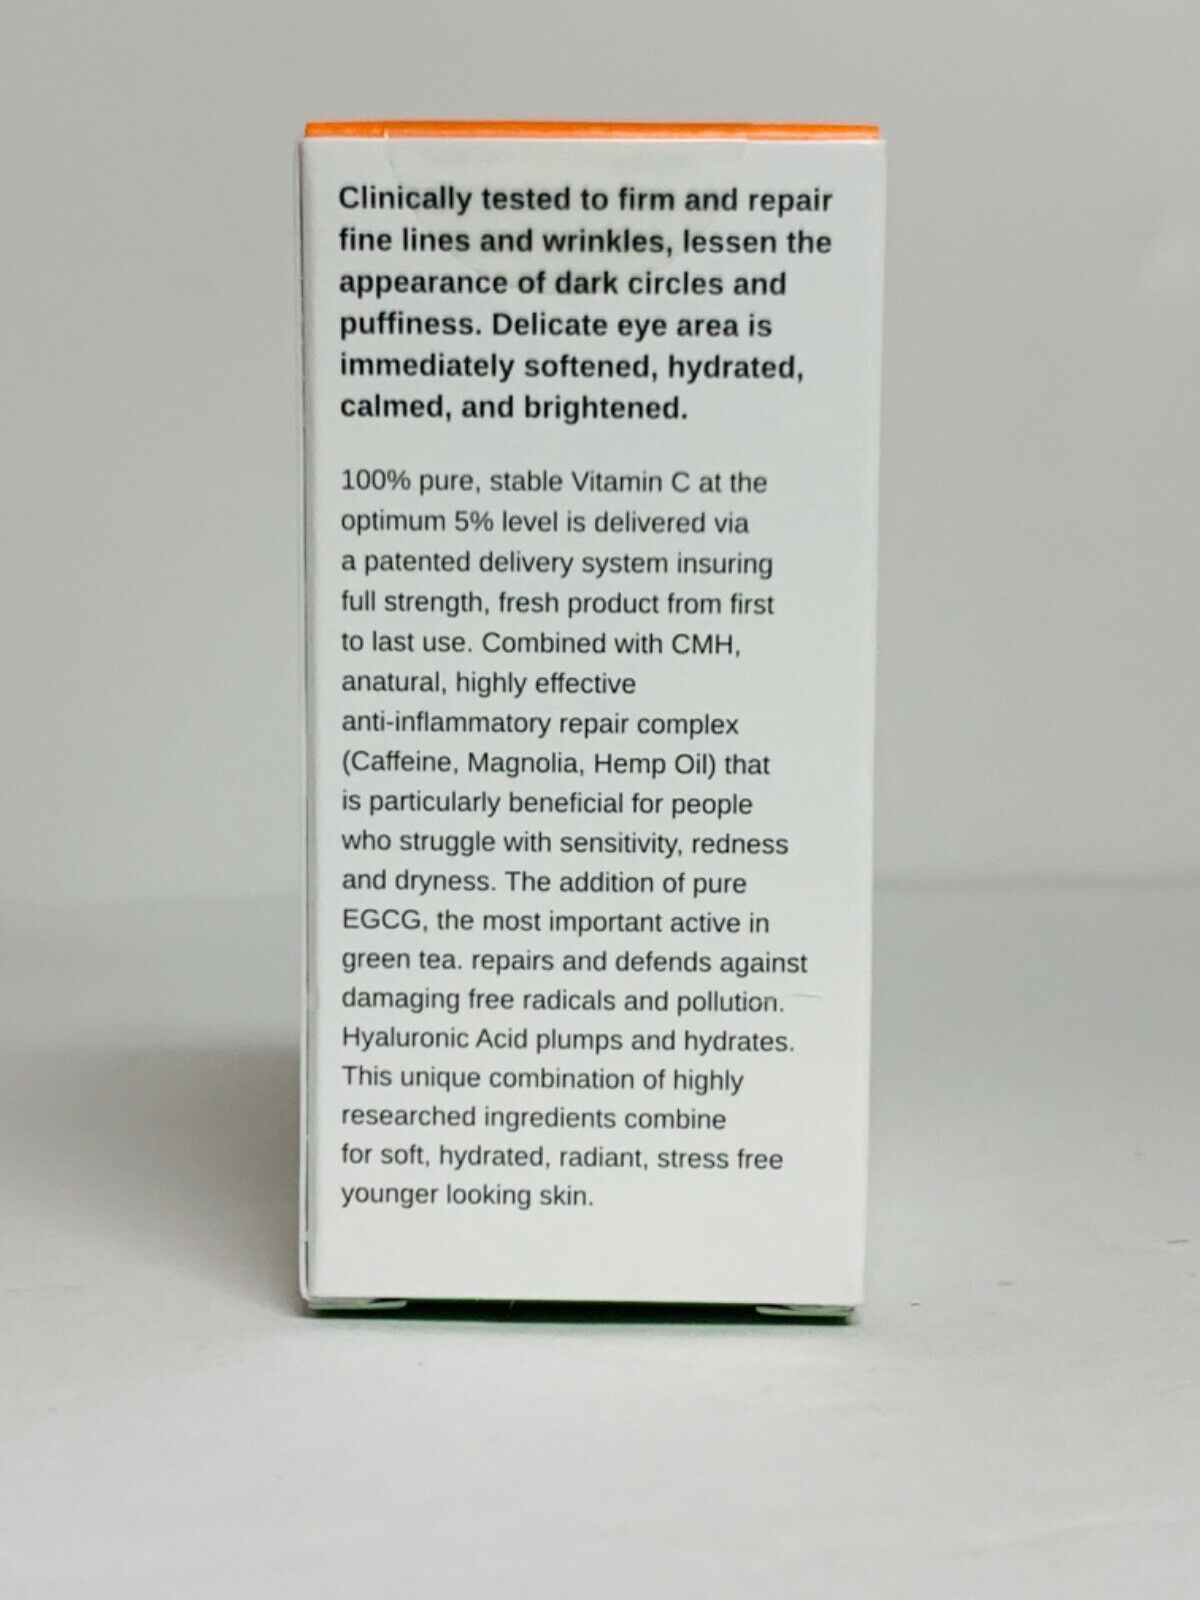 Clinically tested to firm and repair
fine lines and wrinkles, lessen the
appearance of dark circles and
puffiness. Delicate eye area is
immediately softened, hydrated,
calmed, and brightened.
100% pure, stable Vitamin C at the
optimum 5% level is delivered via
a patented delivery system insuring
full strength, fresh product from first
to last use. Combined with CMH,
anatural, highly effective
anti-inflammatory repair complex
(Caffeine, Magnolia, Hemp Oil) that
is particularly beneficial for people
who struggle with sensitivity, redness
and dryness. The addition of pure
EGCG, the most important active in
green tea. repairs and defends against
damaging free radicals and pollution.
Hyaluronic Acid plumps and hydrates.
This unique combination of highly
researched ingredients combine
for soft, hydrated, radiant, stress free
younger looking skin.